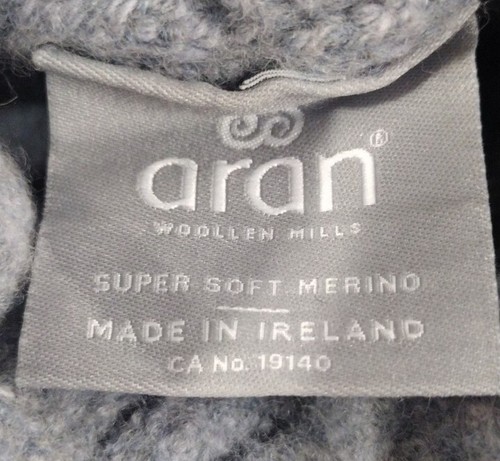 aran®
WOOLLEN MILLS
SUPER SOFT MERINO
MADE IN IRELAND
CA No. 19140